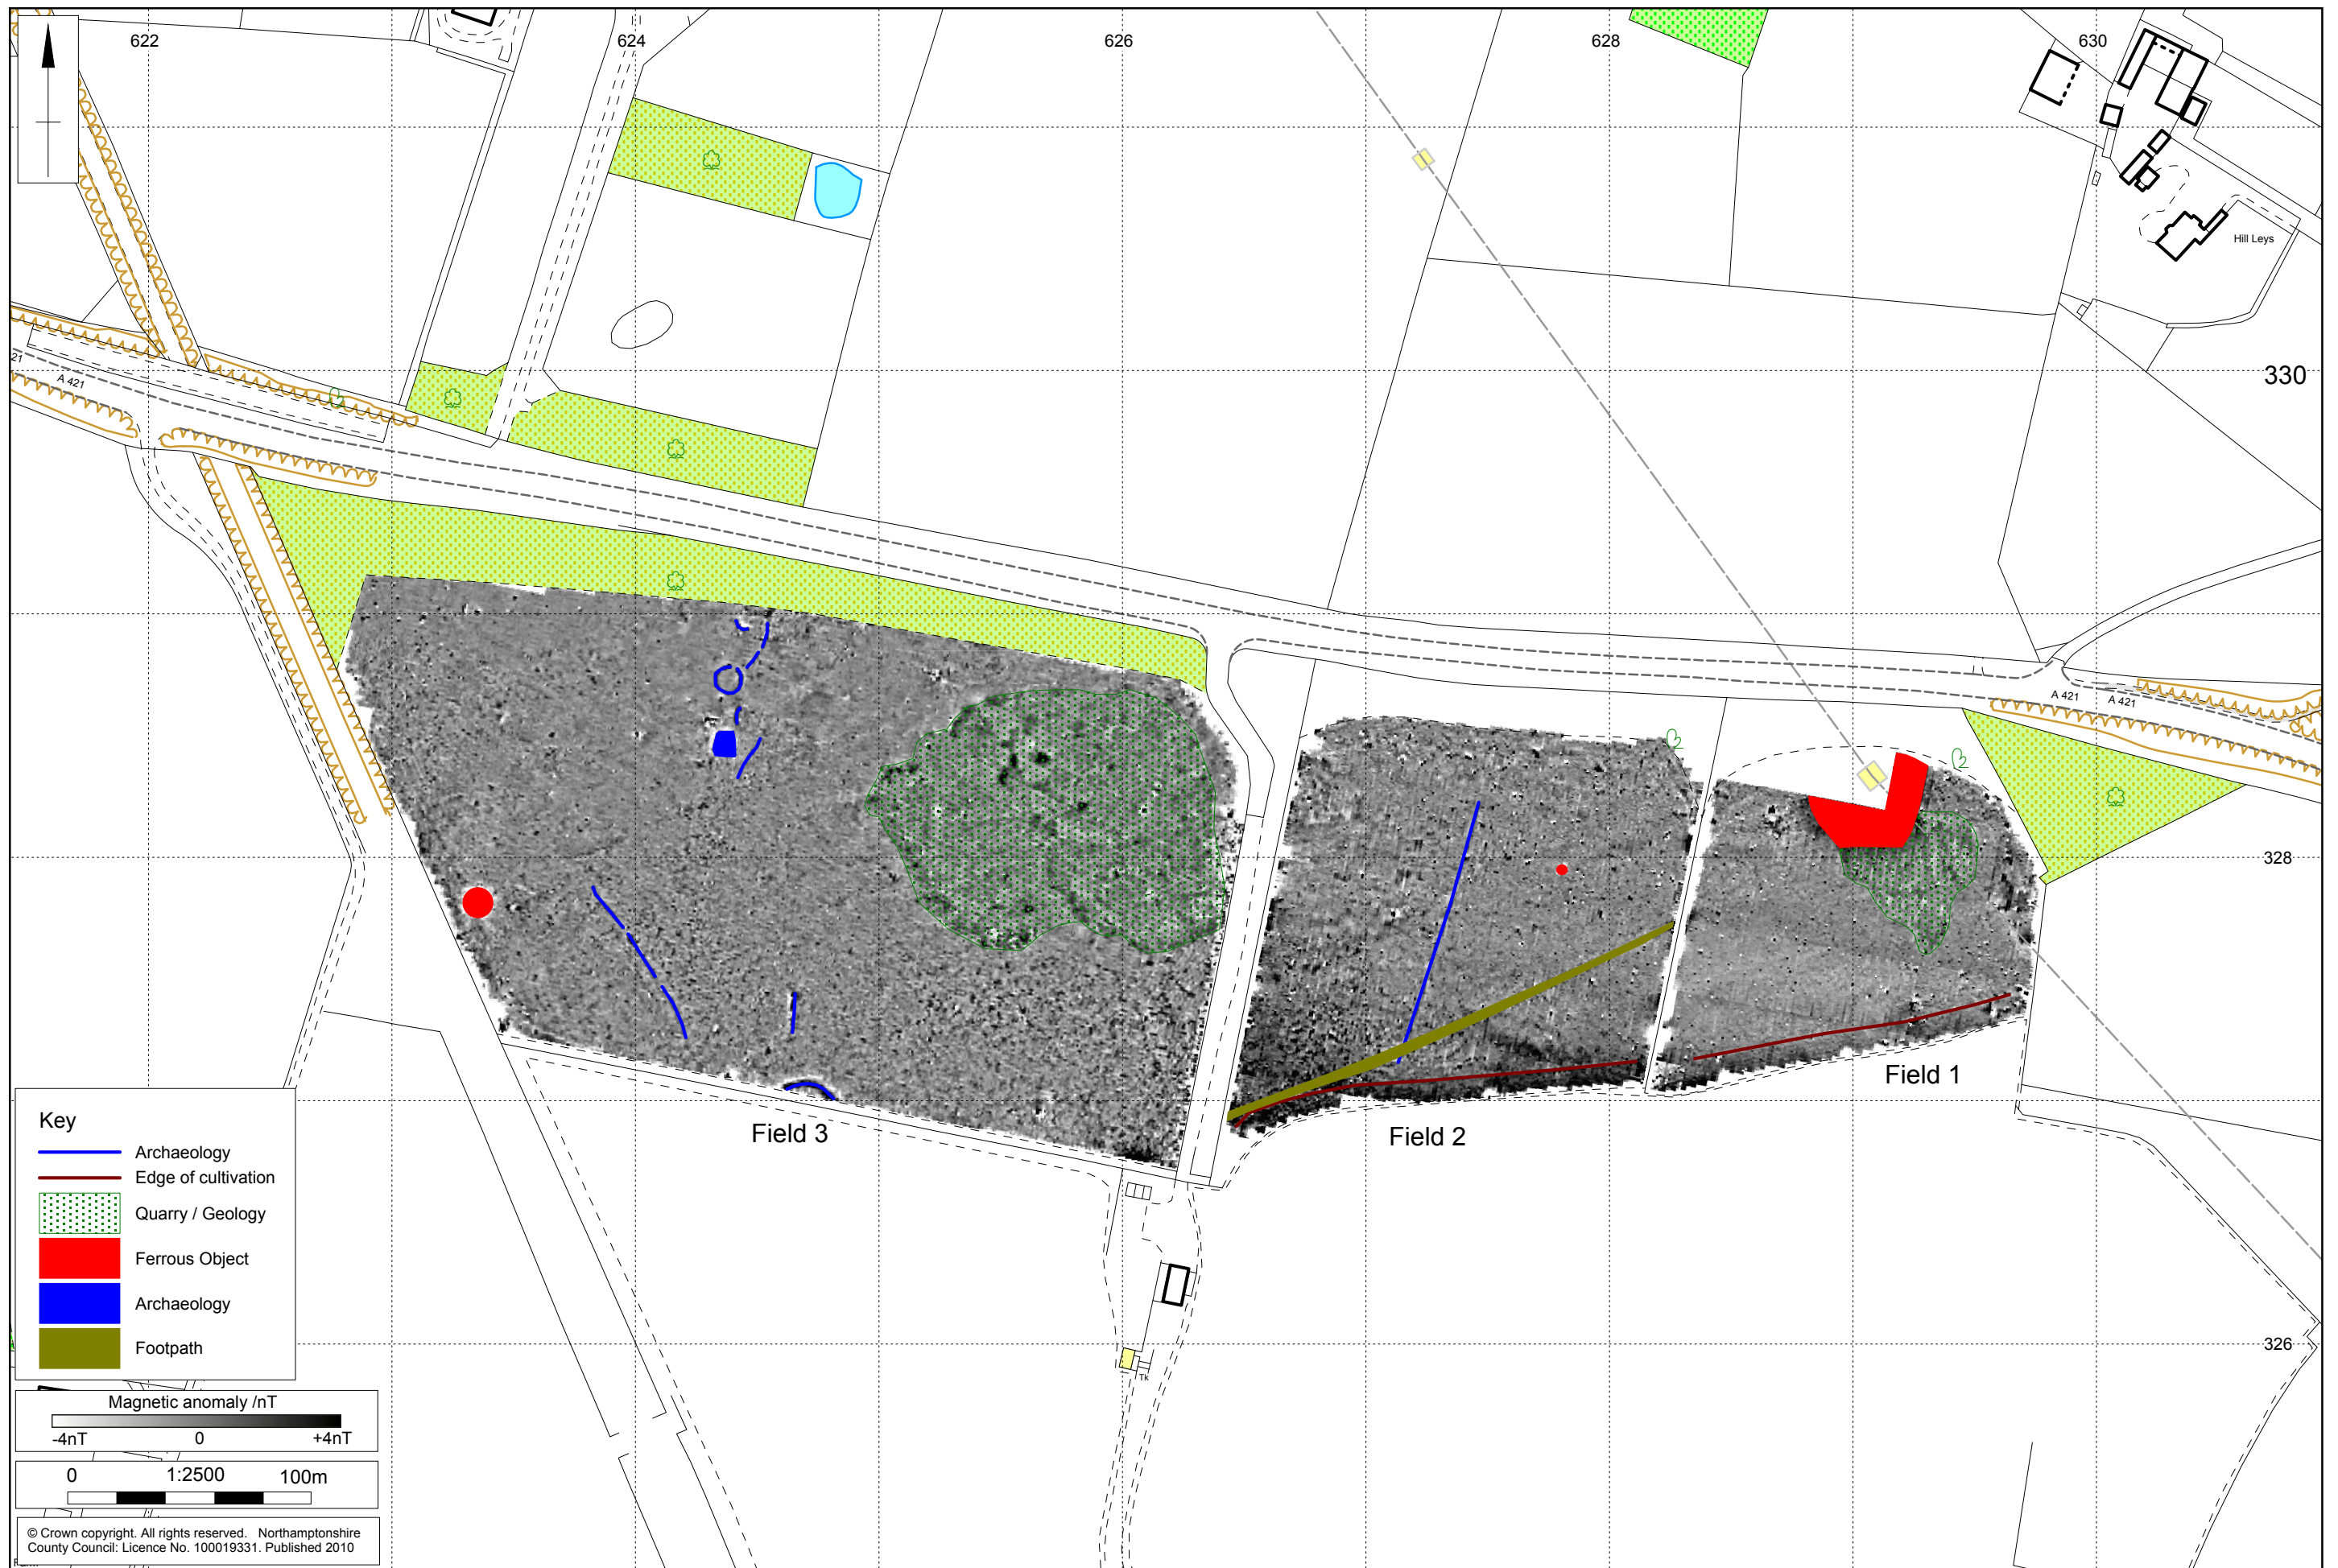 622
624
626
628
630
Hill Leys
21
A 421
330
A 421
A 421
328
Field 1
Field 3
Field 2
Key
Archaeology
Edge of cultivation
Quarry / Geology
Ferrous Object
Archaeology
Footpath
326
Tk
Magnetic anomaly /nT
-4nT 0 +4nT
0 1:2500 100m
© Crown copyright. All rights reserved. Northamptonshire
County Council: Licence No. 100019331. Published 2010